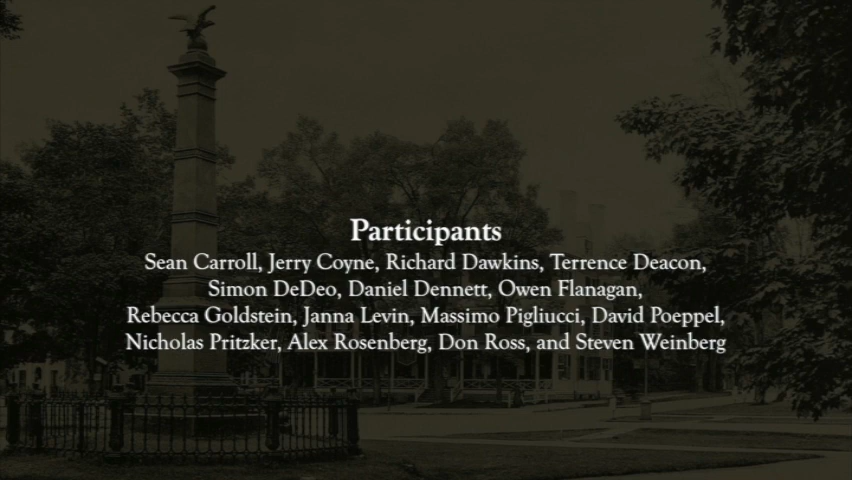 Participants
Sean Carroll, Jerry Coyne, Richard Dawkins, Terrence Deacon,
Simon DeDeo, Daniel Dennett, Owen Flanagan,
Rebecca Goldstein, Janna Levin, Massimo Pigliucci, David Poeppel,
Nicholas Pritzker, Alex Rosenberg, Don Ross, and Steven Weinberg